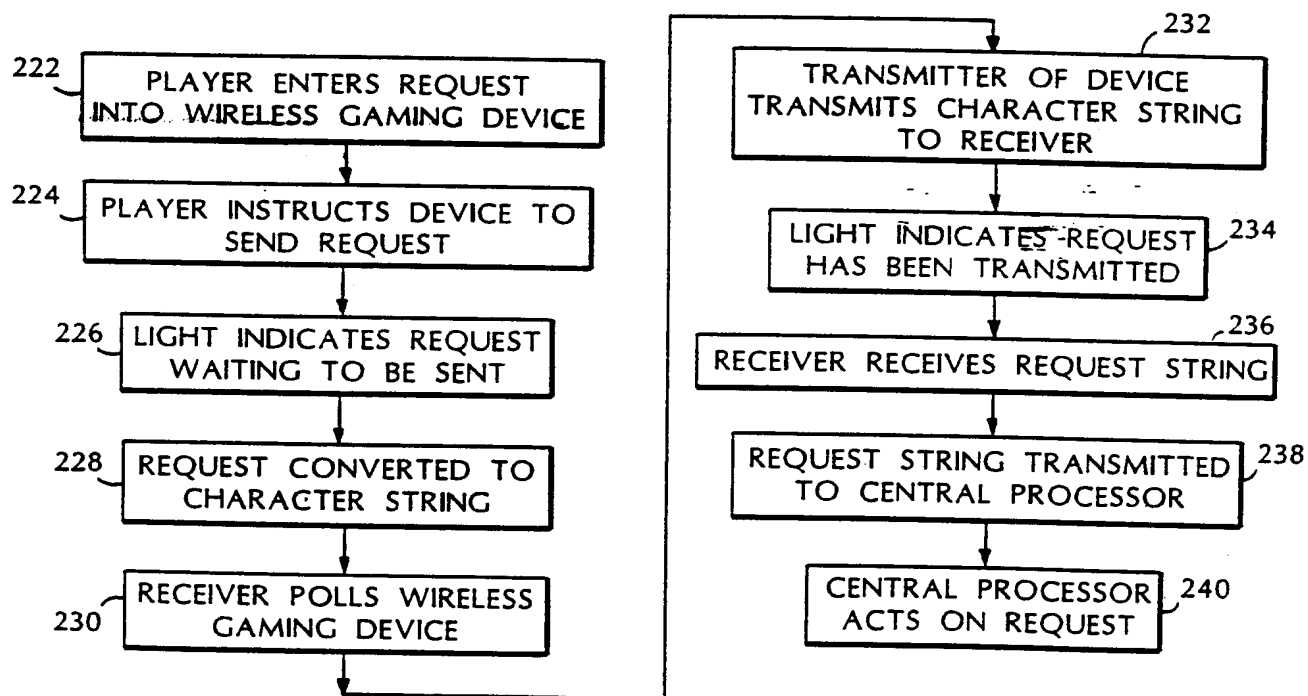 222
PLAYER ENTERS REQUEST
INTO WIRELESS GAMING DEVICE
224
PLAYER INSTRUCTS DEVICE TO
SEND REQUEST
226
LIGHT INDICATES REQUEST
WAITING TO BE SENT
228
REQUEST CONVERTED TO
CHARACTER STRING
230
RECEIVER POLLS WIRELESS
GAMING DEVICE
232
TRANSMITTER OF DEVICE
TRANSMITS CHARACTER STRING
TO RECEIVER
234
LIGHT INDICATES REQUEST
HAS BEEN TRANSMITTED
236
RECEIVER RECEIVES REQUEST STRING
238
REQUEST STRING TRANSMITTED
TO CENTRAL PROCESSOR
240
CENTRAL PROCESSOR
ACTS ON REQUEST